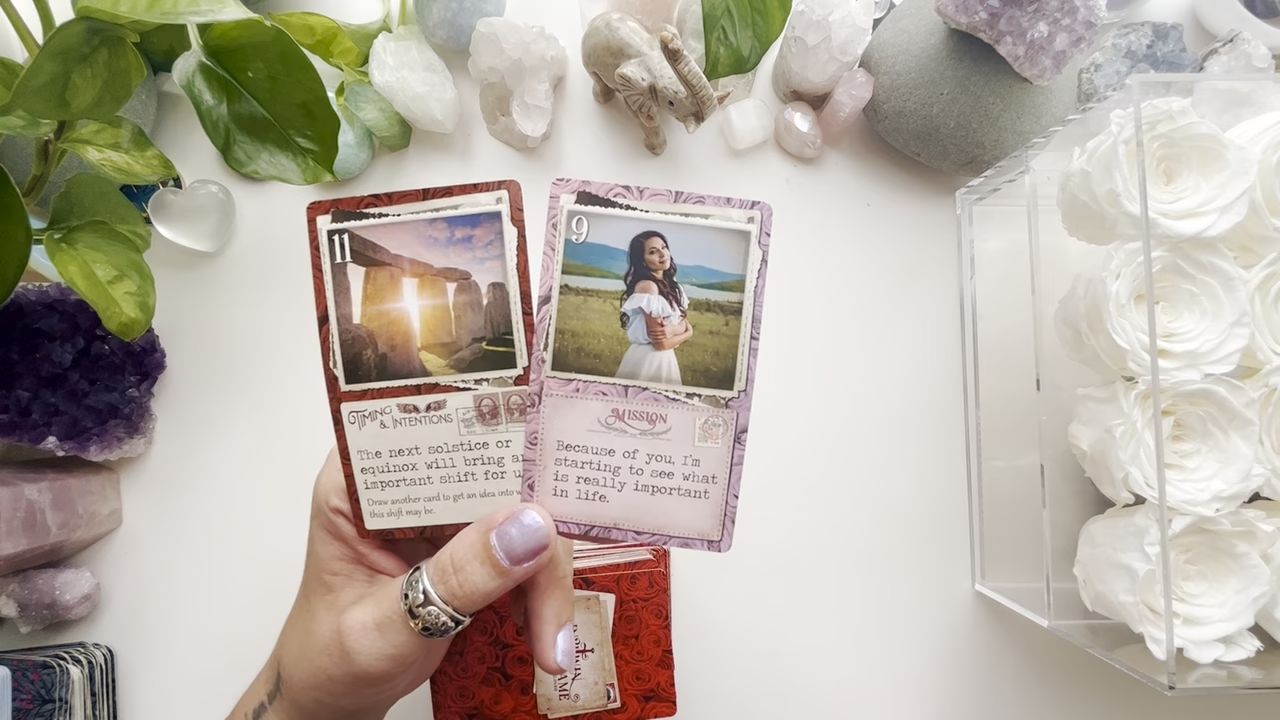 11
TIMING
& INTENTIONS
The next solstice or
equinox will bring
important shift for
Draw another card to get an idea into
this shift may be.
9
MISSION
Because of you, I'm
starting to see what
is really important
in life.